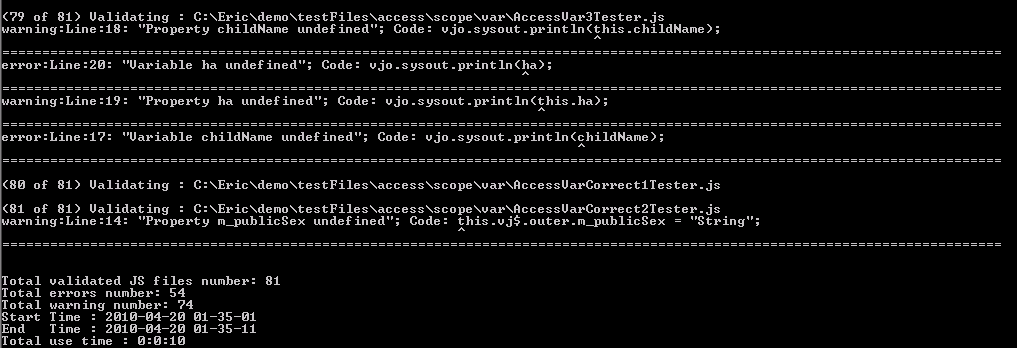 (79 of 81) Validating : C:\Eric\demo\testFiles\access\scope\var\AccessVar3Tester.js
warning:Line:18: "Property childName undefined"; Code: vjo.sysout.println(this.childName);
^
=============================================================================================================================
error:Line:20: "Variable ha undefined"; Code: vjo.sysout.println(ha);
^
=============================================================================================================================
warning:Line:19: "Property ha undefined"; Code: vjo.sysout.println(this.ha);
^
=============================================================================================================================
error:Line:17: "Variable childName undefined"; Code: vjo.sysout.println(childName);
^
=============================================================================================================================
(80 of 81) Validating : C:\Eric\demo\testFiles\access\scope\var\AccessVarCorrect1Tester.js
(81 of 81) Validating : C:\Eric\demo\testFiles\access\scope\var\AccessVarCorrect2Tester.js
warning:Line:14: "Property m_publicSex undefined"; Code: this.vj$.outer.m_publicSex = "String";
^
=============================================================================================================================
Total validated JS files number: 81
Total errors number: 54
Total warning number: 74
Start Time : 2010-04-20 01-35-01
End   Time : 2010-04-20 01-35-11
Total use time : 0:0:10